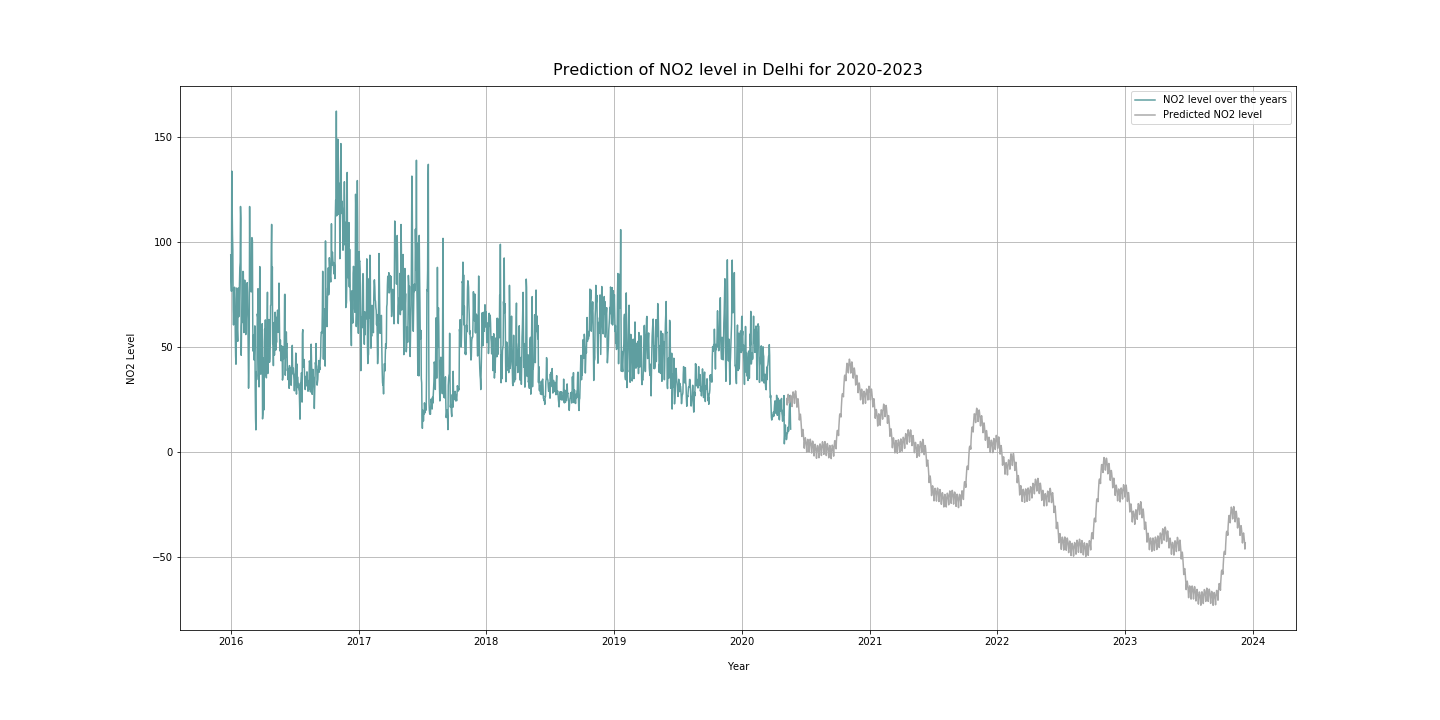 Prediction of NO2 level in Delhi for 2020-2023
NO2 level over the years
Predicted NO2 level
150
100
50
0
−50
NO2 Level
2016 2017 2018 2019 2020 2021 2022 2023 2024
Year